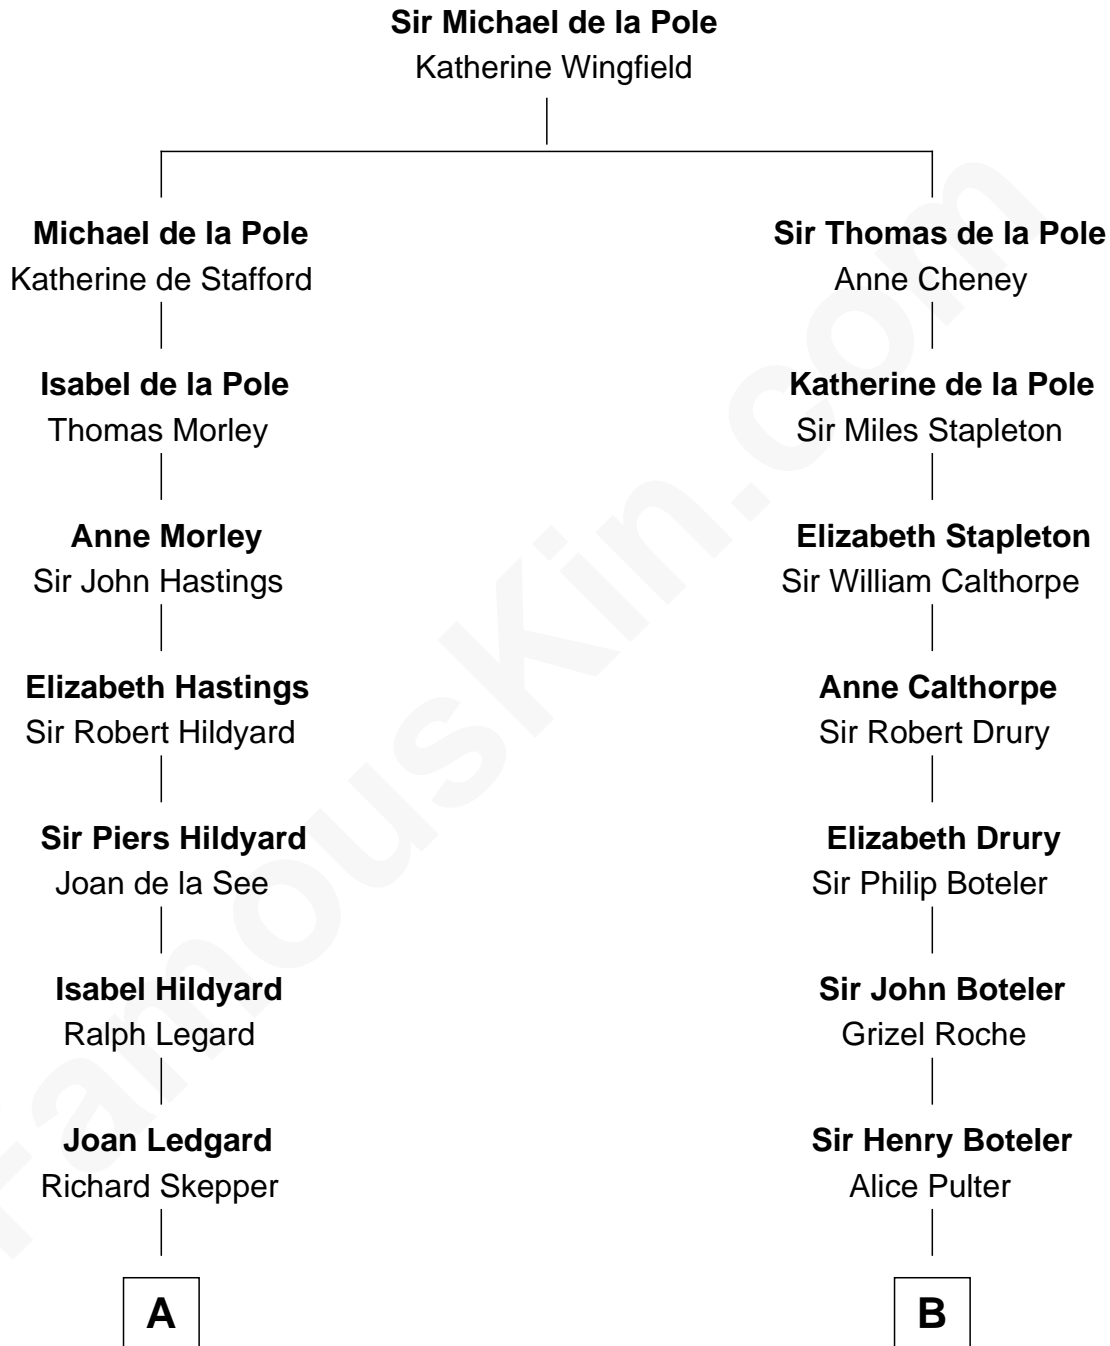 Sir Michael de la Pole
Katherine Wingfield
Michael de la Pole
Katherine de Stafford
Isabel de la Pole
Thomas Morley
Anne Morley
Sir John Hastings
Elizabeth Hastings
Sir Robert Hildyard
Sir Piers Hildyard
Joan de la See
Isabel Hildyard
Ralph Legard
Joan Ledgard
Richard Skepper
A
Sir Thomas de la Pole
Anne Cheney
Katherine de la Pole
Sir Miles Stapleton
Elizabeth Stapleton
Sir William Calthorpe
Anne Calthorpe
Sir Robert Drury
Elizabeth Drury
Sir Philip Boteler
Sir John Boteler
Grizel Roche
Sir Henry Boteler
Alice Pulter
B
FamousKin.com